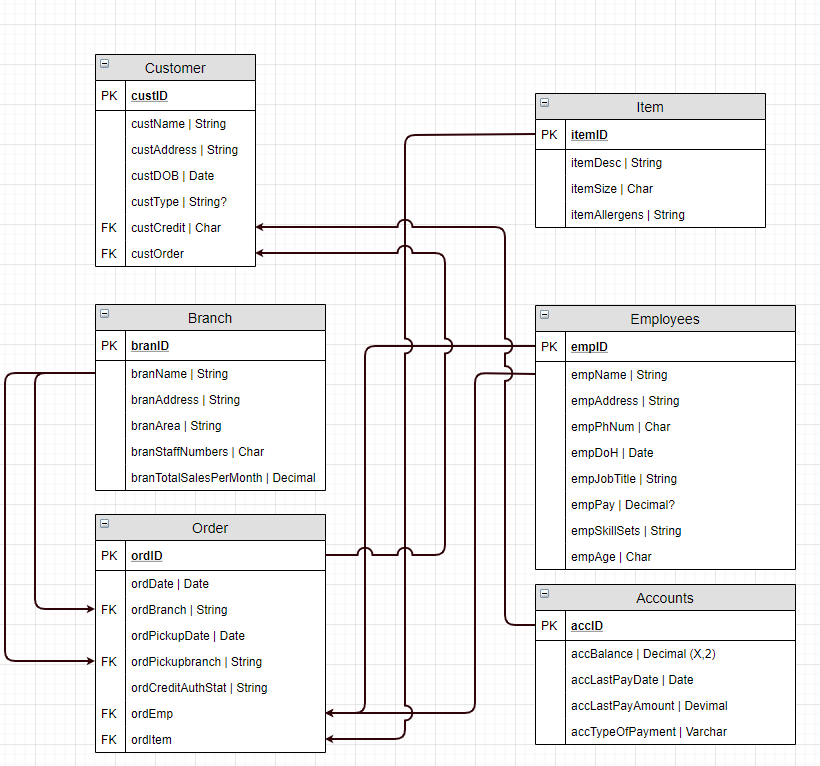 Customer
PK custID
custName | String
custAddress | String
custDOB | Date
custType | String?
FK custCredit | Char
FK custOrder
Item
PK itemID
itemDesc | String
itemSize | Char
itemAllergens | String
Branch
PK branID
branName | String
branAddress | String
branArea | String
branStaffNumbers | Char
branTotalSalesPerMonth | Decimal
Employees
PK empID
empName | String
empAddress | String
empPhNum | Char
empDoH | Date
empJobTitle | String
empPay | Decimal?
empSkillSets | String
empAge | Char
Order
PK ordID
ordDate | Date
FK ordBranch | String
ordPickupDate | Date
FK ordPickupbranch | String
ordCreditAuthStat | String
FK ordEmp
FK ordItem
Accounts
PK accID
accBalance | Decimal (X,2)
accLastPayDate | Date
accLastPayAmount | Devimal
accTypeOfPayment | Varchar